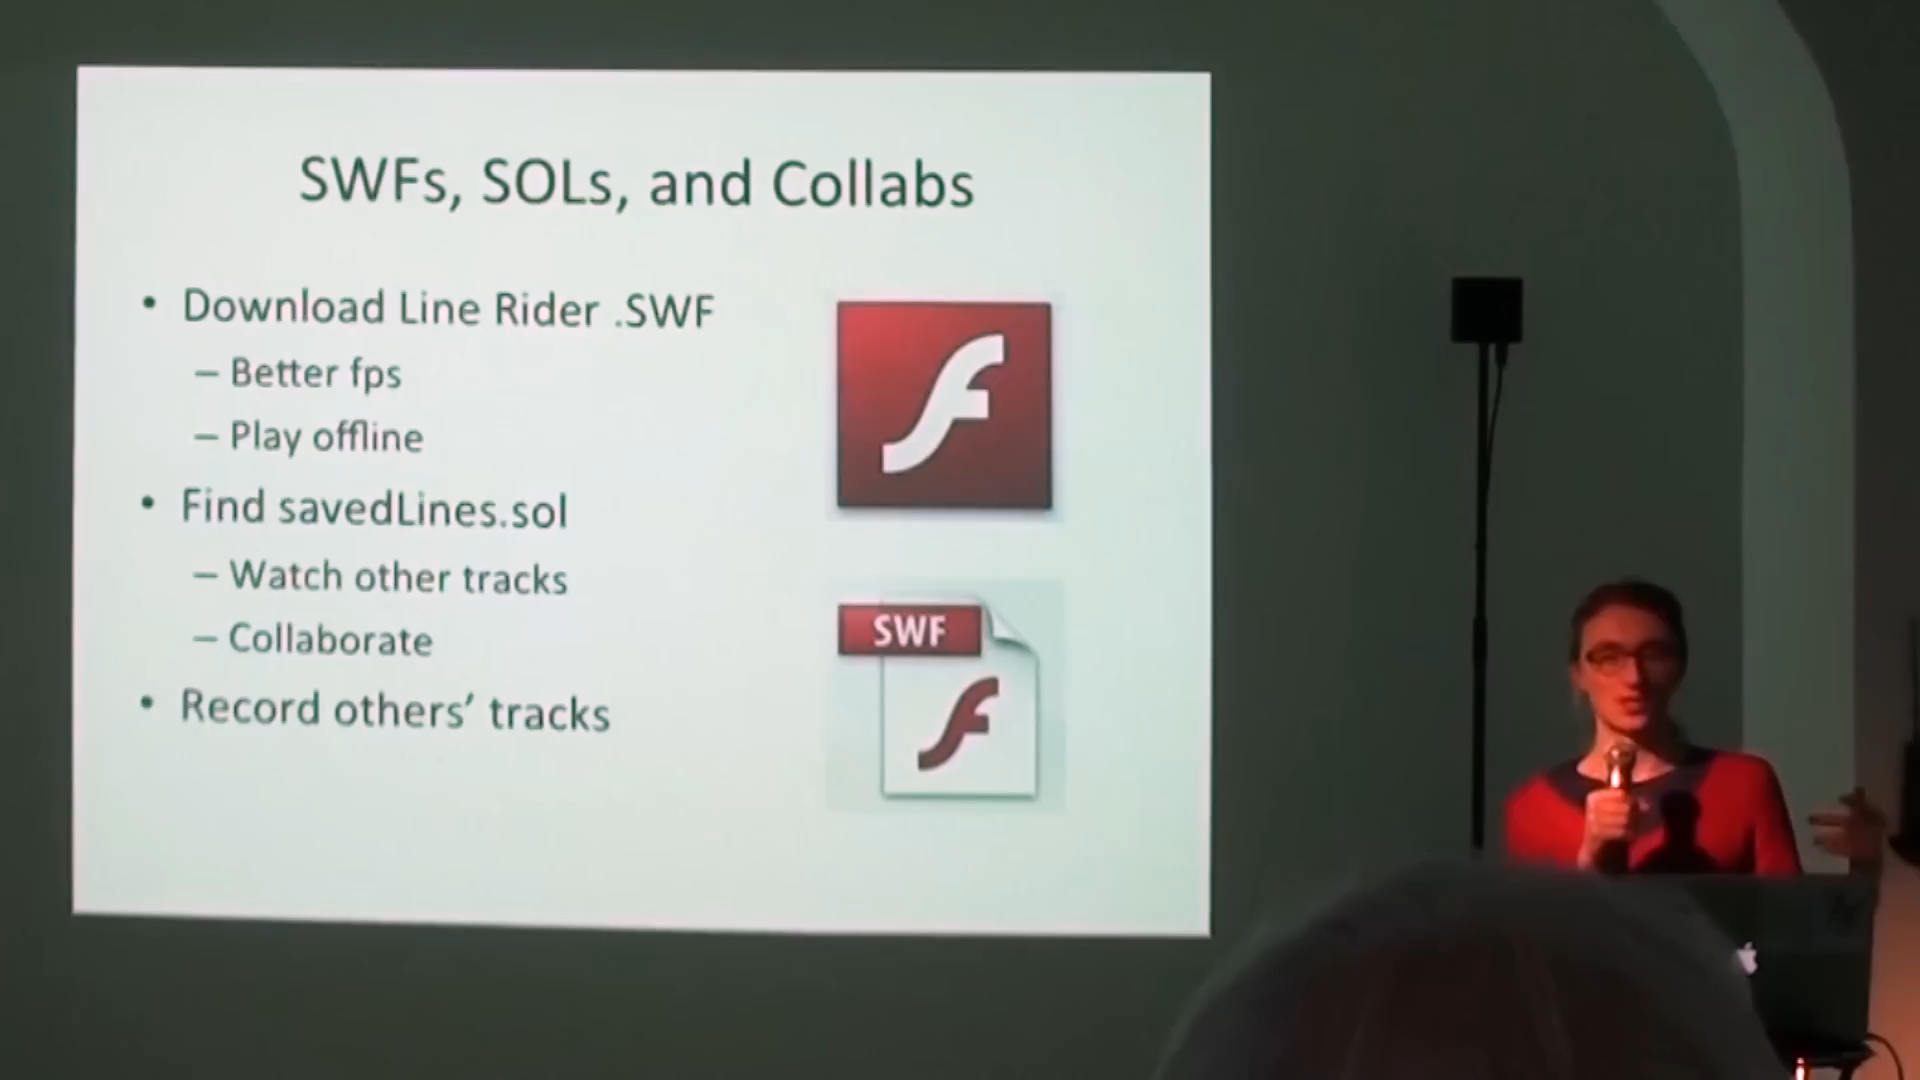 SWFs, SOLs, and Collabs
• Download Line Rider .SWF
– Better fps
– Play offline
• Find savedLines.sol
– Watch other tracks
– Collaborate
• Record others’ tracks
SWF